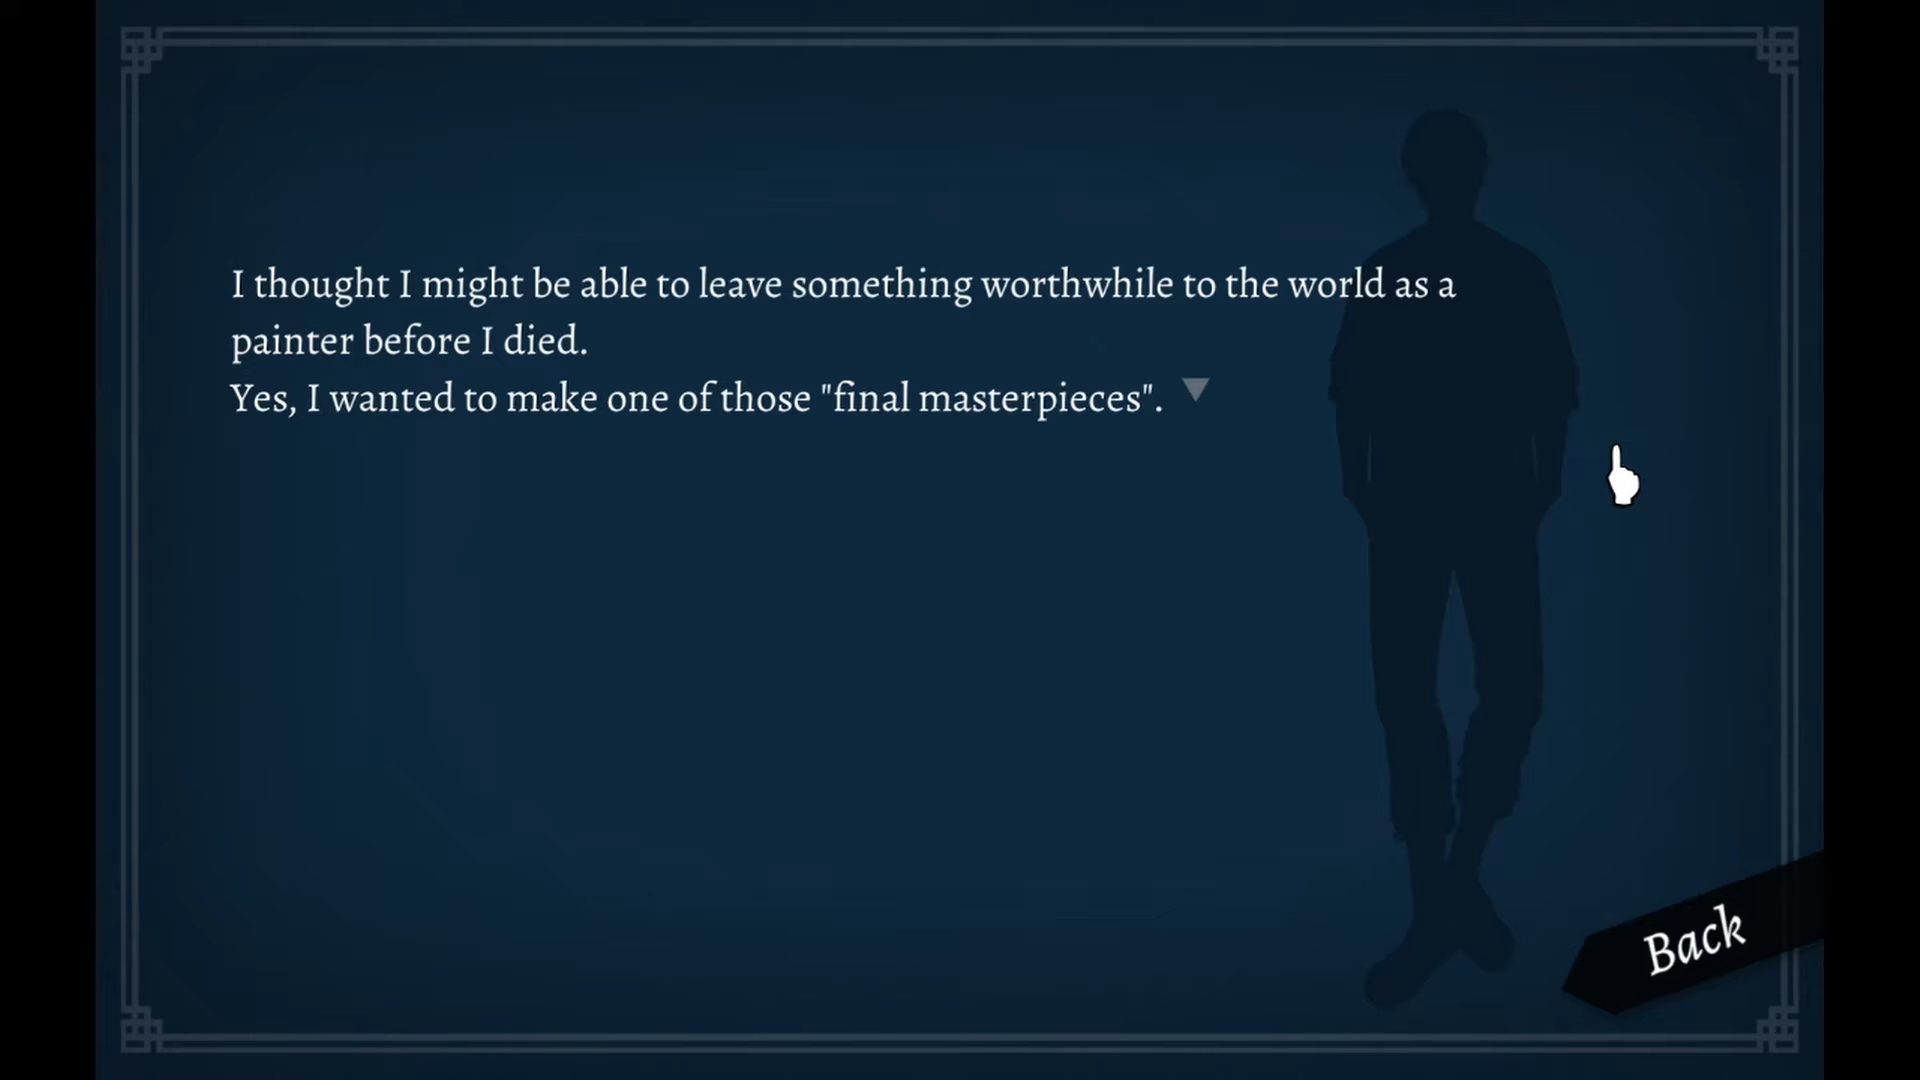 I thought I might be able to leave something worthwhile to the world as a
painter before I died.
Yes, I wanted to make one of those "final masterpieces".
Back